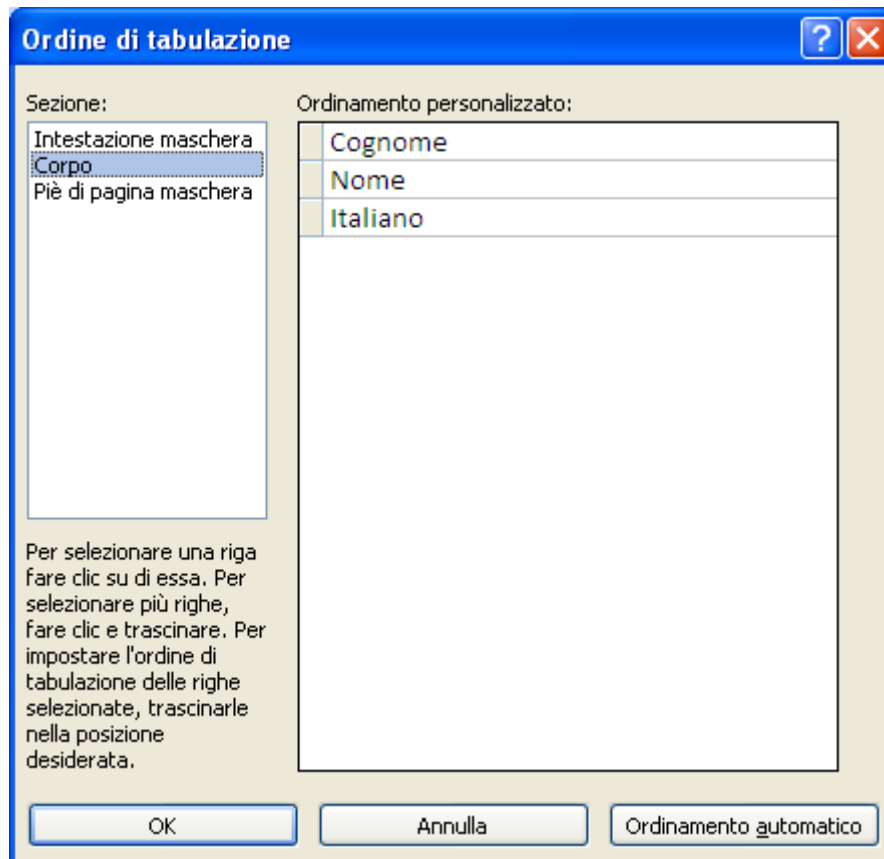 Ordine di tabulazione
Sezione:
Intestazione maschera
Corpo
Piè di pagina maschera
Ordinamento personalizzato:
Cognome
Nome
Italiano
Per selezionare una riga
fare clic su di essa. Per
selezionare più righe,
fare clic e trascinare. Per
impostare l'ordine di
tabulazione delle righe
selezionate, trascinarle
nella posizione
desiderata.
OK
Annulla
Ordinamento automatico